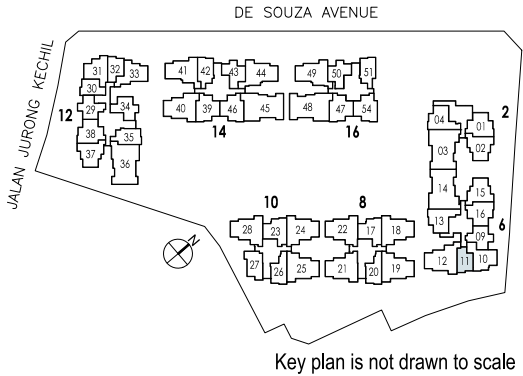 DE SOUZA AVENUE
JALAN JURONG KECHIL
31 32 33
30
29 34
12
38 35
37 36
41 42 43 44
40 39 46 45
14
49 50 51
48 47 54
16
2
04 01
02
03
14 15
13 16
6
09
12 11 10
10
28 23 24
27 26 25
8
22 17 18
21 20 19
N
Key plan is not drawn to scale